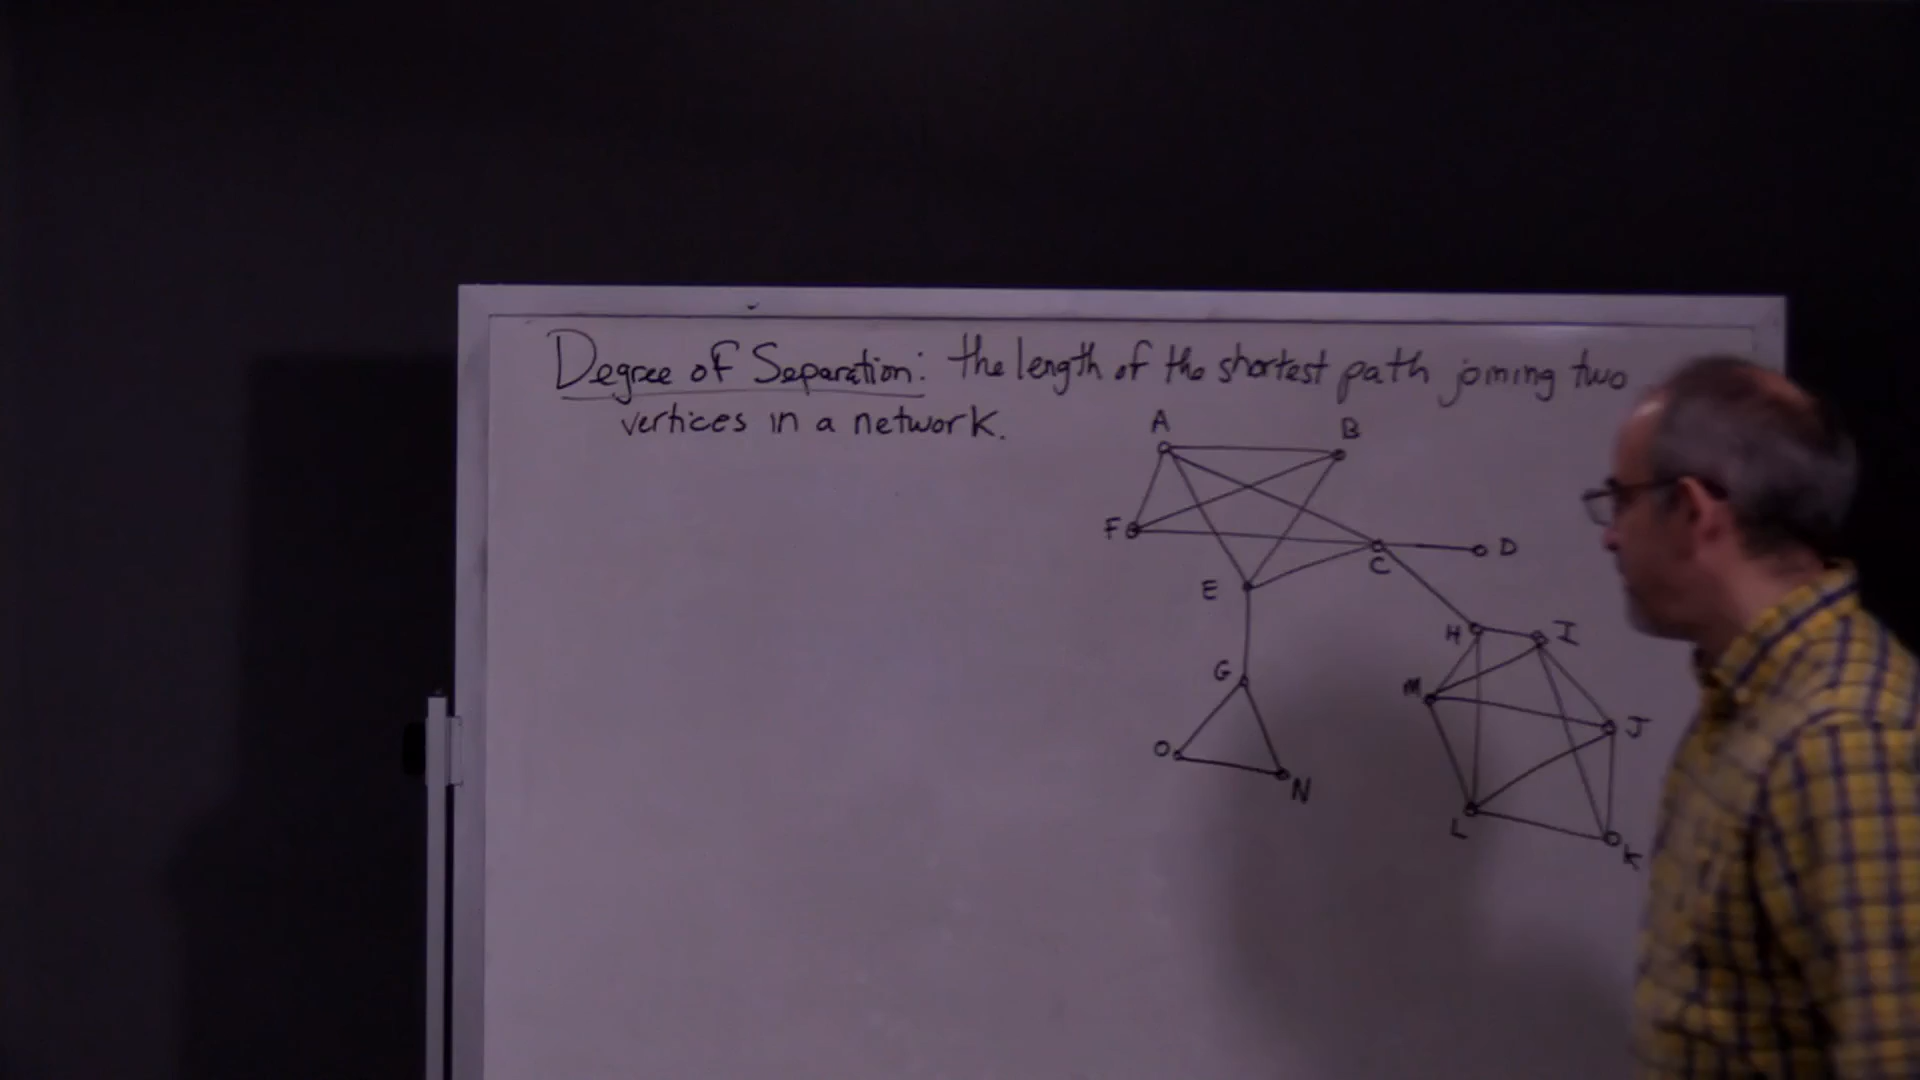 Degree of Separation: the length of the shortest path joining two
vertices in a network.
A
B
F
D
C
E
H
I
G
M
J
O
N
L
K